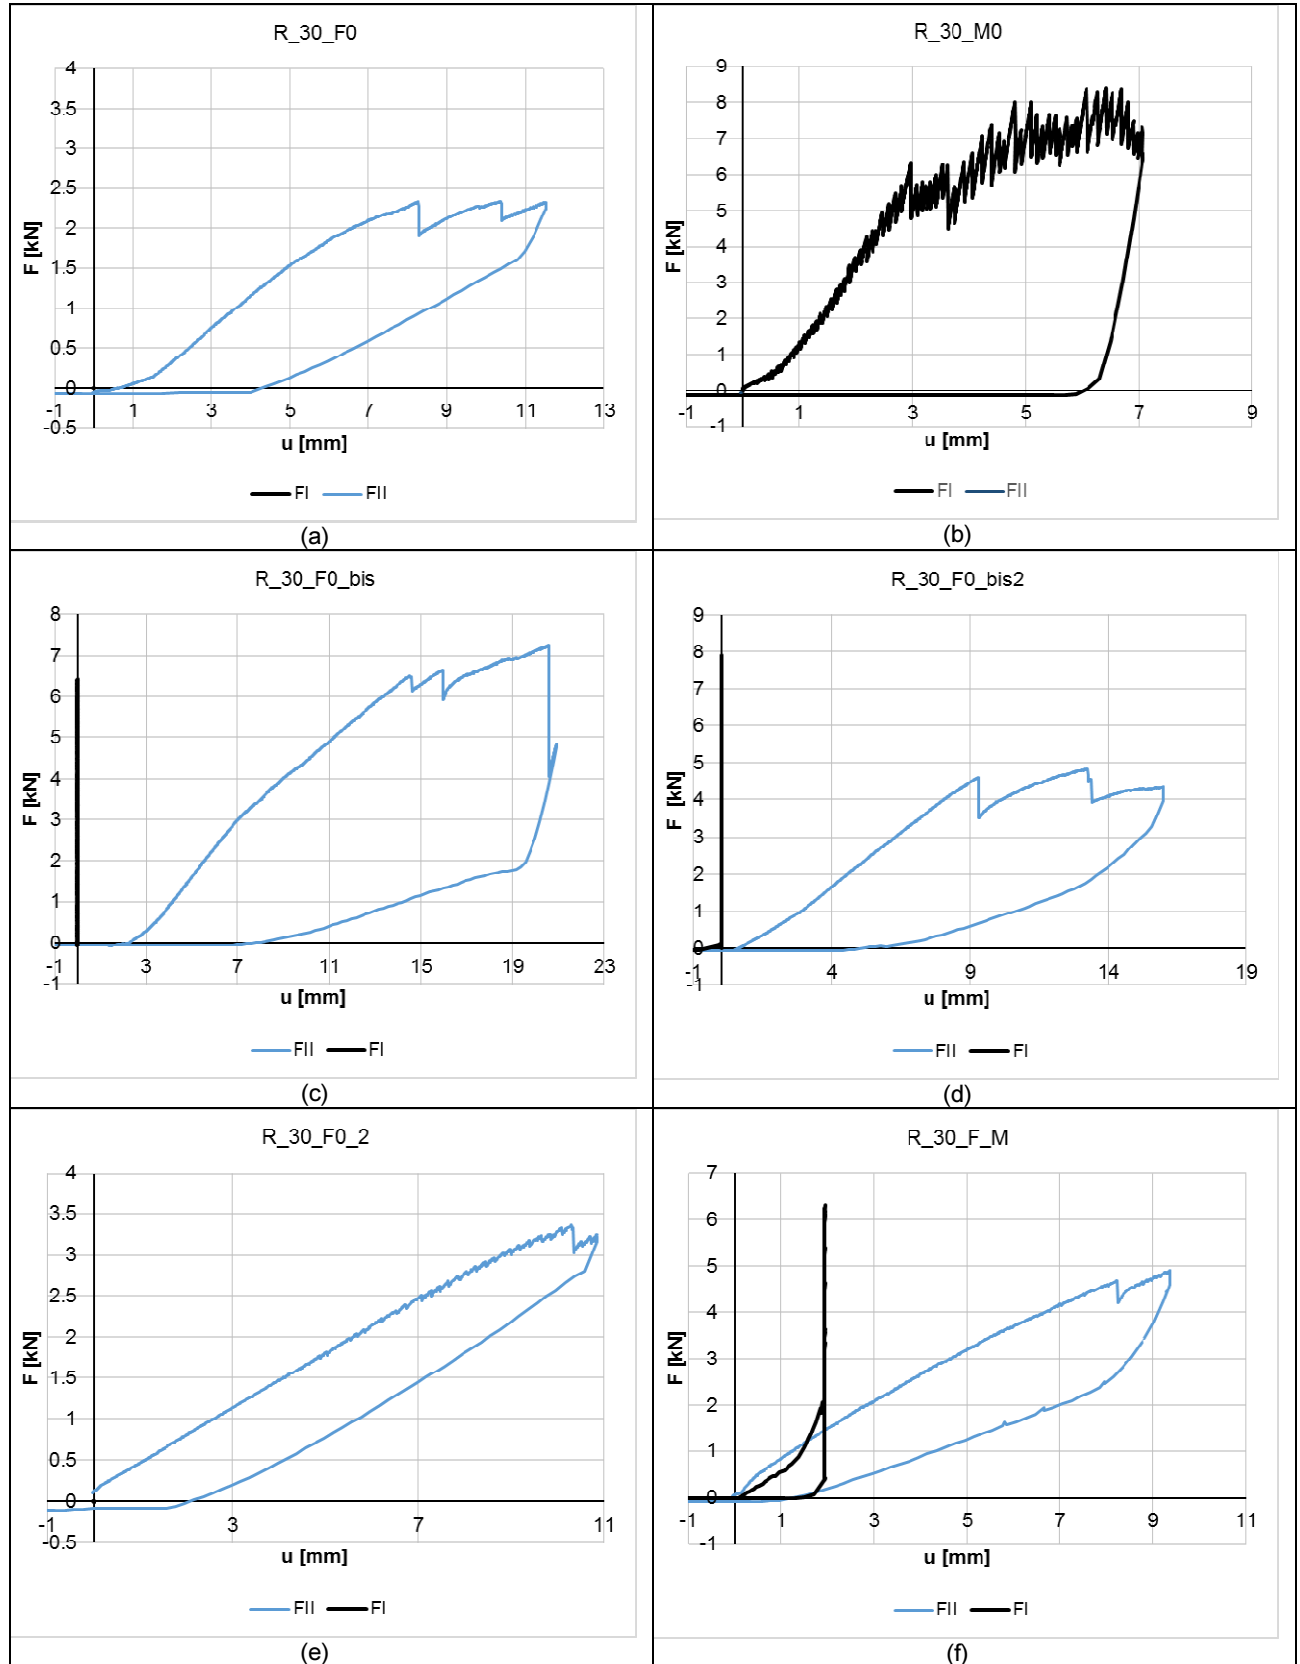 R_30_F0
4
3.5
3
2.5
2
1.5
1
0.5
0
-0.5
-1 1 3 5 7 9 11 13
F [kN]
u [mm]
FI FII
(a)
R_30_M0
9
8
7
6
5
4
3
2
1
0
-1
-1 1 3 5 7 9
F [kN]
u [mm]
FI FII
(b)
R_30_F0_bis
8
7
6
5
4
3
2
1
0
-1
-1 3 7 11 15 19 23
F [kN]
u [mm]
FII FI
(c)
R_30_F0_bis2
9
8
7
6
5
4
3
2
1
0
-1
-1 4 9 14 19
F [kN]
u [mm]
FII FI
(d)
R_30_F0_2
4
3.5
3
2.5
2
1.5
1
0.5
0
-0.5
-1 3 7 11
F [kN]
u [mm]
FII FI
(e)
R_30_F_M
7
6
5
4
3
2
1
0
-1
-1 1 3 5 7 9 11
F [kN]
u [mm]
FII FI
(f)